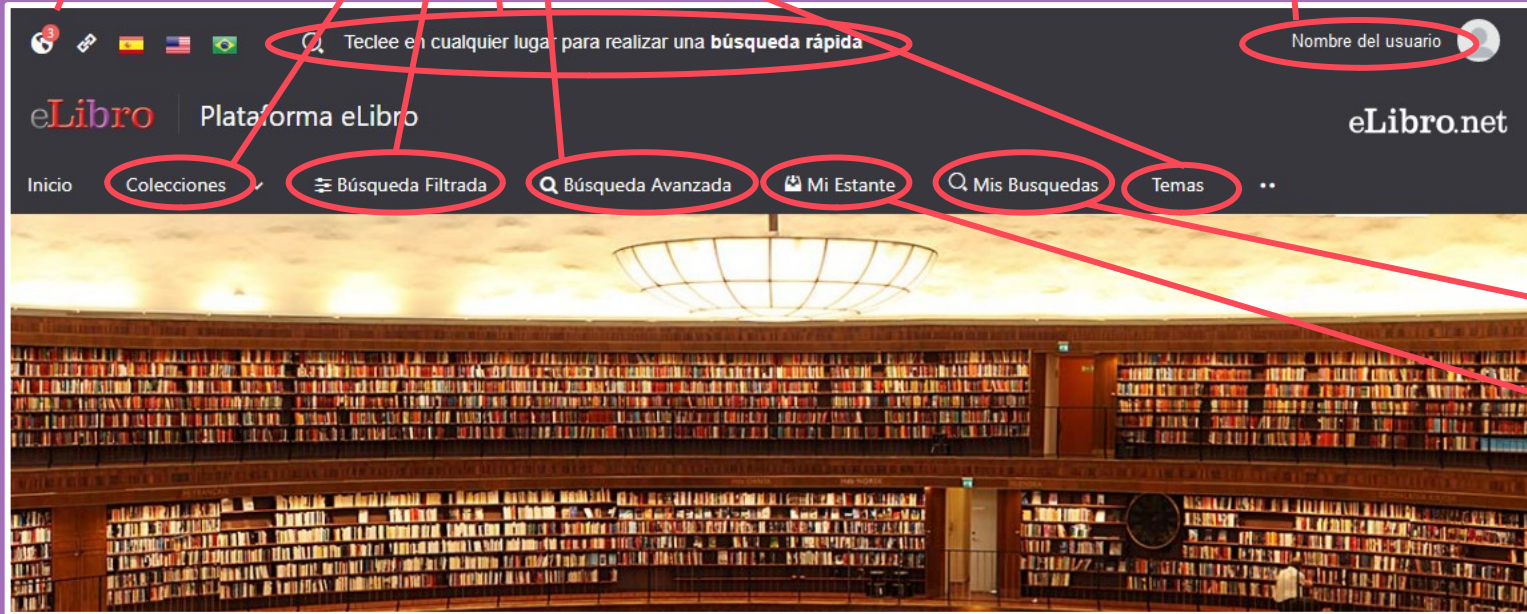 3
Teclee en cualquier lugar para realizar una búsqueda rápida
Nombre del usuario
eLibro
Plataforma eLibro
eLibro.net
Inicio
Colecciones
Búsqueda Filtrada
Búsqueda Avanzada
Mi Estante
Mis Busquedas
Temas